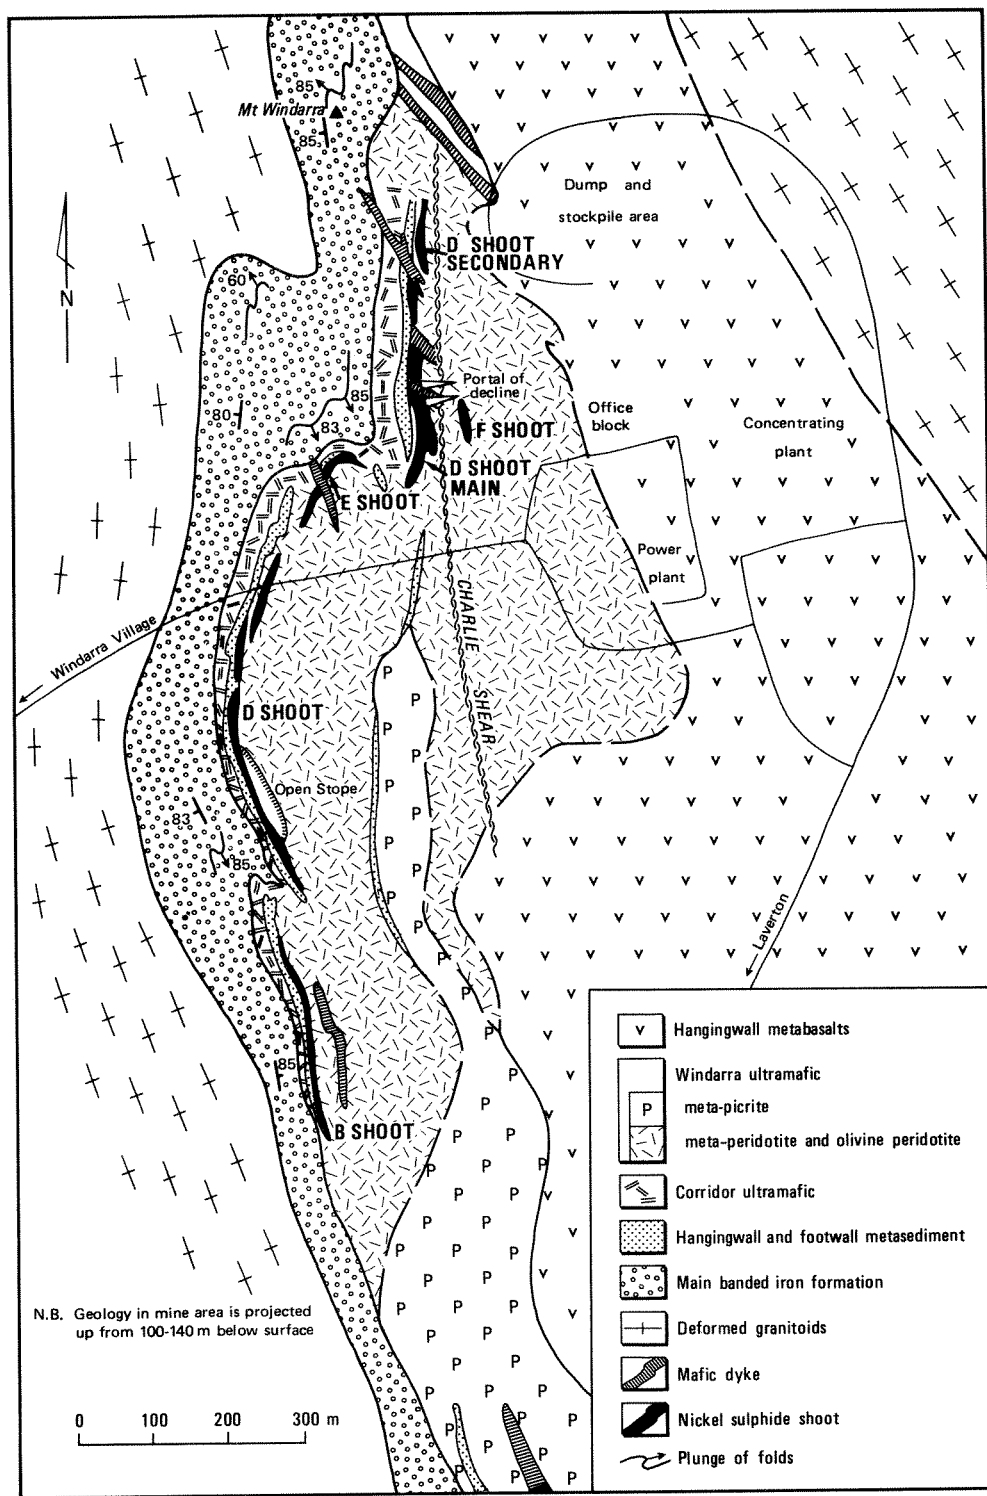 85
Mt Windarra
85
N
60
80
85
83
Dump and
stockpile area
D SHOOT
SECONDARY
Portal of
decline
F SHOOT
D SHOOT
MAIN
E SHOOT
Office
block
Concentrating
plant
Power
plant
Windarra Village
CHARLIE SHEAR
D SHOOT
Open Stope
83
85
Laverton
85
B SHOOT
V Hangingwall metabasalts
Windarra ultramafic
P meta-picrite
meta-peridotite and olivine peridotite
Corridor ultramafic
Hangingwall and footwall metasediment
Main banded iron formation
Deformed granitoids
Mafic dyke
Nickel sulphide shoot
Plunge of folds
N.B. Geology in mine area is projected
up from 100-140 m below surface
0 100 200 300 m